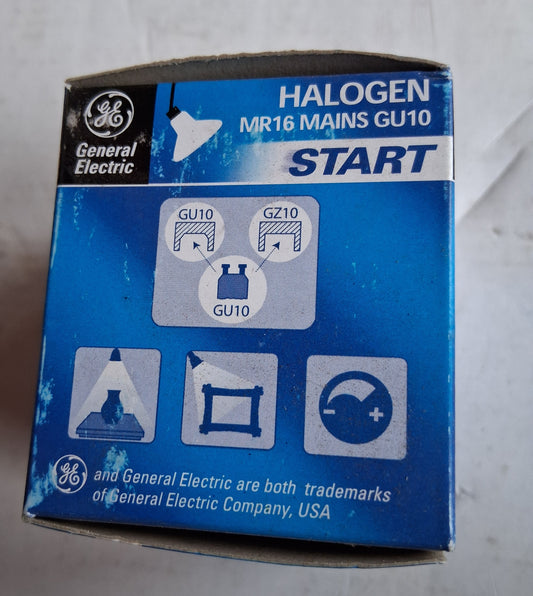 GE
General
Electric
HALOGEN
MR16 MAINS GU10
START
GU10
GZ10
GU10
- +
GE and General Electric are both trademarks
of General Electric Company, USA